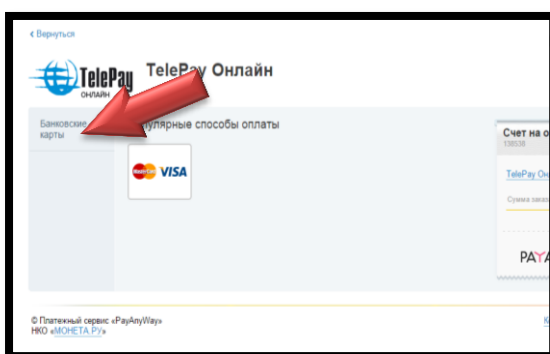 Вернуться
TelePay
ОНЛАЙН
TelePay Онлайн
Банковские
карты
пулярные способы оплаты
MasterCard VISA
Счет на о
138538
TelePay Он
Сумма заказ
PAYA
© Платежный сервис «PayAnyWay»
НКО «МОНЕТА.РУ»